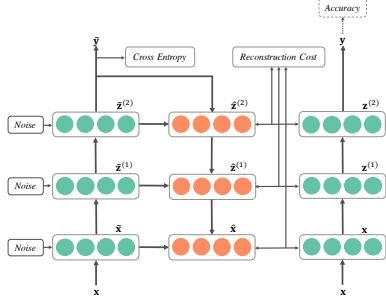 Accuracy
ỹ
y
Cross Entropy
Reconstruction Cost
z̃⁽²⁾
ẑ⁽²⁾
z⁽²⁾
Noise
z̃⁽¹⁾
ẑ⁽¹⁾
z⁽¹⁾
Noise
x̃
x̂
x
Noise
x
x